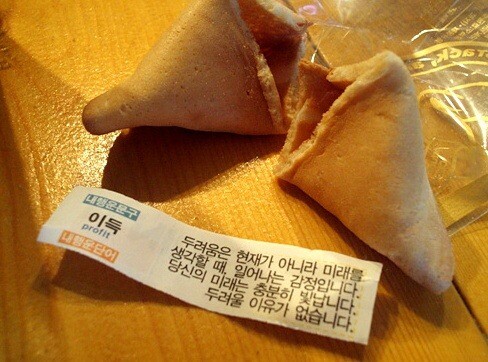 내행운문구
이득
profit
내행운단어
두려움은 현재가 아니라 미래를
생각할 때, 일어나는 감정입니다.
당신의 미래는 충분히 빛납니다.
두려울 이유가 없습니다.